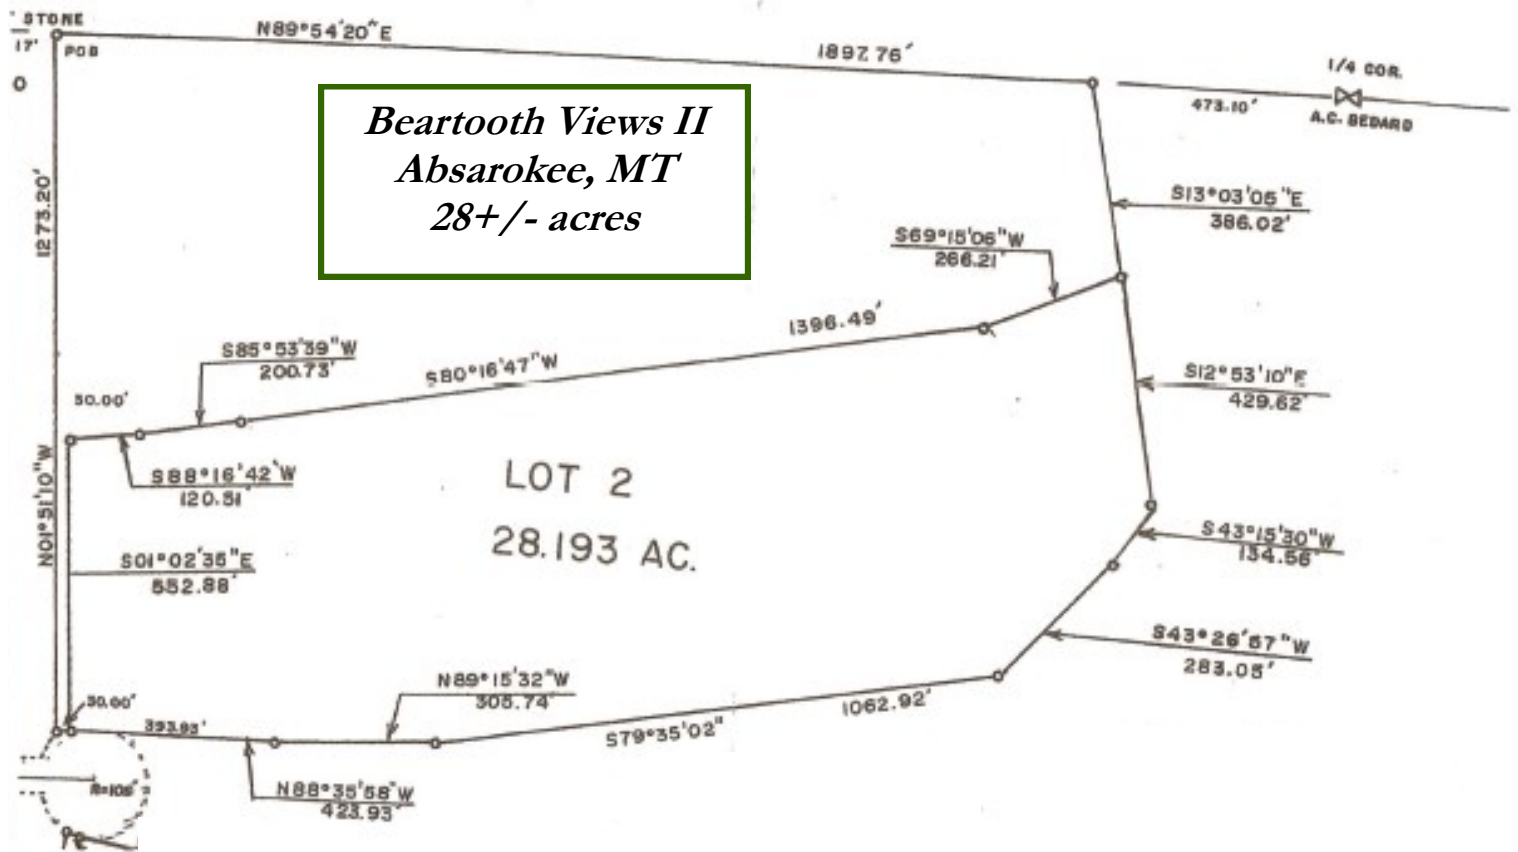 STONE
17'
POB
N89°54'20"E
1897.76'
1/4 COR.
473.10'
A.C. BEDARD
Beartooth Views II
Absarokee, MT
28+/- acres
1273.20'
S13°03'05"E
386.02'
S69°15'06"W
266.21'
1396.49'
S85°53'39"W
200.73'
S80°16'47"W
S12°53'10"E
429.62'
30.00'
S88°16'42"W
120.51'
LOT 2
28.193 AC.
N01°51'10"W
S01°02'35"E
552.88'
S43°15'30"W
134.56'
S43°26'57"W
283.05'
N89°15'32"W
305.74'
30.00'
393.93'
1062.92'
S79°35'02"
N88°35'58"W
423.93'